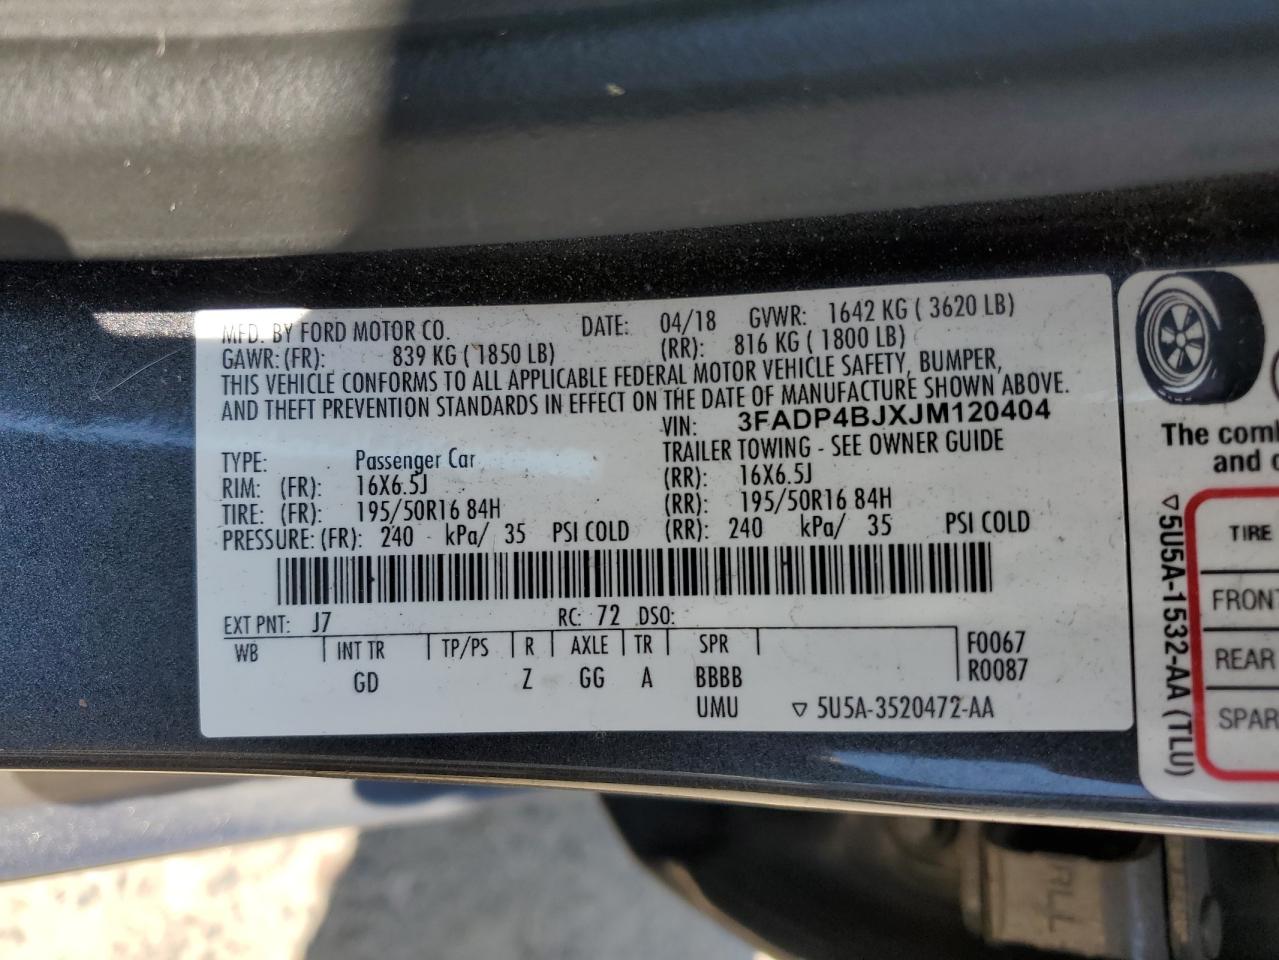 MFD. BY FORD MOTOR CO. DATE: 04/18 GVWR: 1642 KG ( 3620 LB)
GAWR: (FR): 839 KG ( 1850 LB) (RR): 816 KG ( 1800 LB)
THIS VEHICLE CONFORMS TO ALL APPLICABLE FEDERAL MOTOR VEHICLE SAFETY, BUMPER,
AND THEFT PREVENTION STANDARDS IN EFFECT ON THE DATE OF MANUFACTURE SHOWN ABOVE.
VIN: 3FADP4BJXJM120404
TYPE: Passenger Car TRAILER TOWING - SEE OWNER GUIDE
RIM: (FR): 16X6.5J (RR): 16X6.5J
TIRE: (FR): 195/50R16 84H (RR): 195/50R16 84H
PRESSURE: (FR): 240 kPa/ 35 PSI COLD (RR): 240 kPa/ 35 PSI COLD
EXT PNT: J7 RC: 72 DSO:
WB INT TR TP/PS R AXLE TR SPR F0067
GD Z GG A BBBB R0087
UMU ▽ 5U5A-3520472-AA
The comb
and o
▽5U5A-1532-AA (TLU)
TIRE
FRONT
REAR
SPAR
RLL